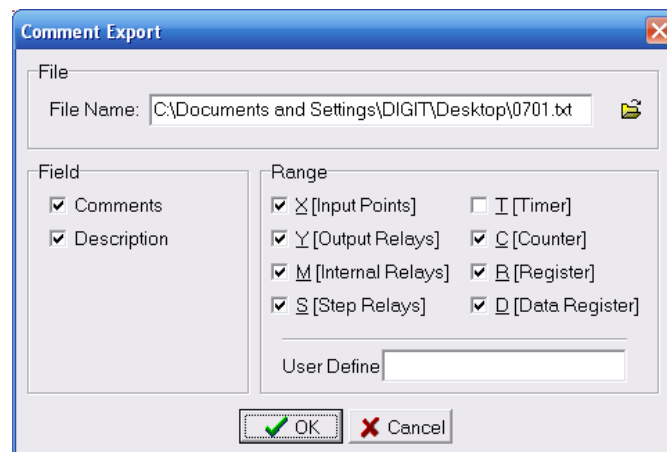 Comment Export
File
File Name: C:\Documents and Settings\DIGIT\Desktop\0701.txt
Field
Comments
Description
Range
X [Input Points]
T [Timer]
Y [Output Relays]
C [Counter]
M [Internal Relays]
R [Register]
S [Step Relays]
D [Data Register]
User Define
OK
Cancel